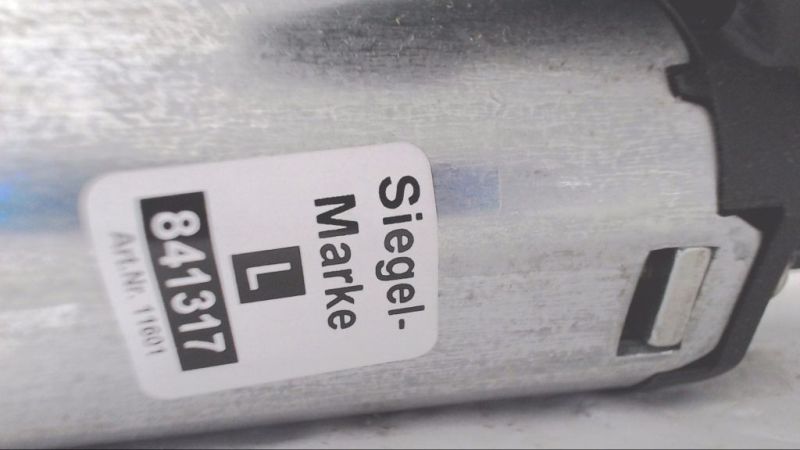 Siegel-
Marke
L
841317
Art.Nr. 11601